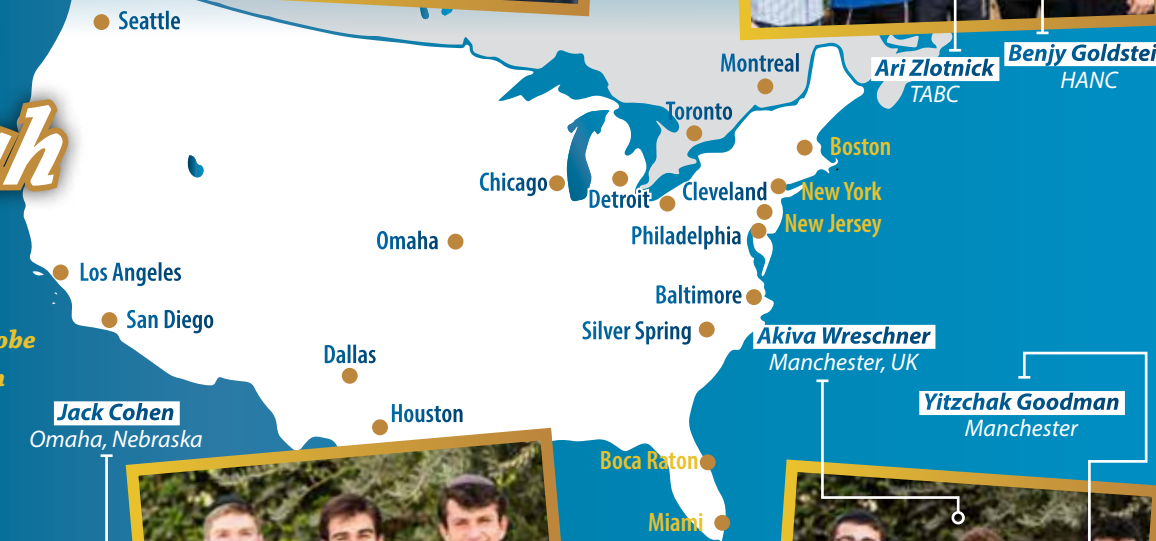 Seattle
Montreal
Ari Zlotnick
TABC
Benjy Goldstei
HANC
Toronto
Boston
Chicago
Detroit
Cleveland
New York
New Jersey
Philadelphia
Omaha
Los Angeles
San Diego
Baltimore
Silver Spring
Akiva Wreschner
Manchester, UK
Dallas
Houston
Yitzchak Goodman
Manchester
Jack Cohen
Omaha, Nebraska
Boca Raton
Miami